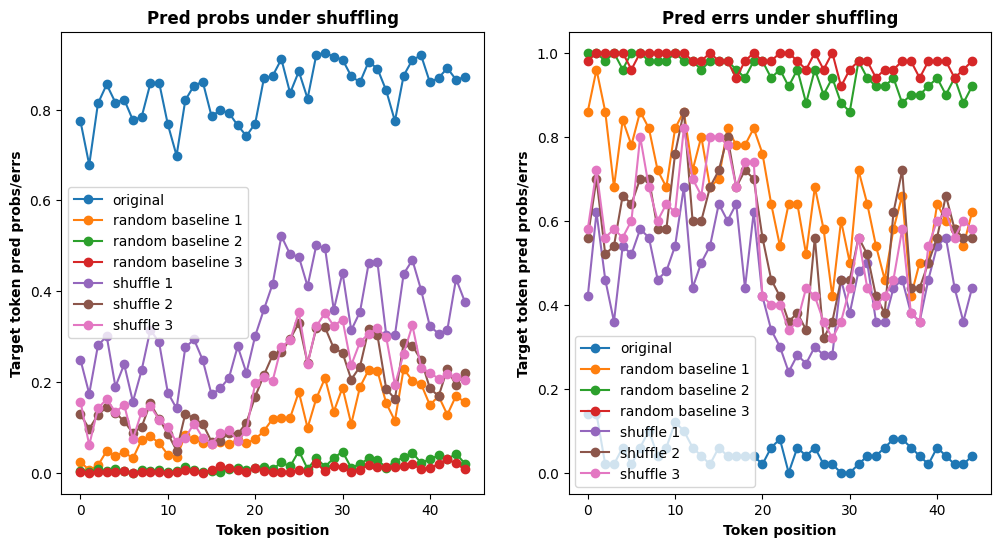 Pred probs under shuffling
Target token pred probs/errs
0.8
0.6
0.4
0.2
0.0
original
random baseline 1
random baseline 2
random baseline 3
shuffle 1
shuffle 2
shuffle 3
0
10
20
30
40
Token position
Pred errs under shuffling
Target token pred probs/errs
1.0
0.8
0.6
0.4
0.2
0.0
original
random baseline 1
random baseline 2
random baseline 3
shuffle 1
shuffle 2
shuffle 3
0
10
20
30
40
Token position